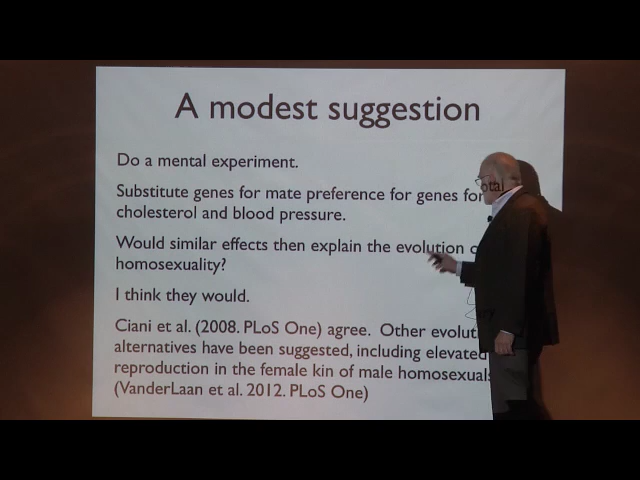 A modest suggestion
Do a mental experiment.
Substitute genes for mate preference for genes for total
cholesterol and blood pressure.
Would similar effects then explain the evolution
homosexuality?
I think they would.
Ciani et al. (2008. PLoS One) agree. Other
alternatives have been suggested, including elevated
reproduction in the female kin of male homosexuals
(VanderLaan et al. 2012. PLoS One)